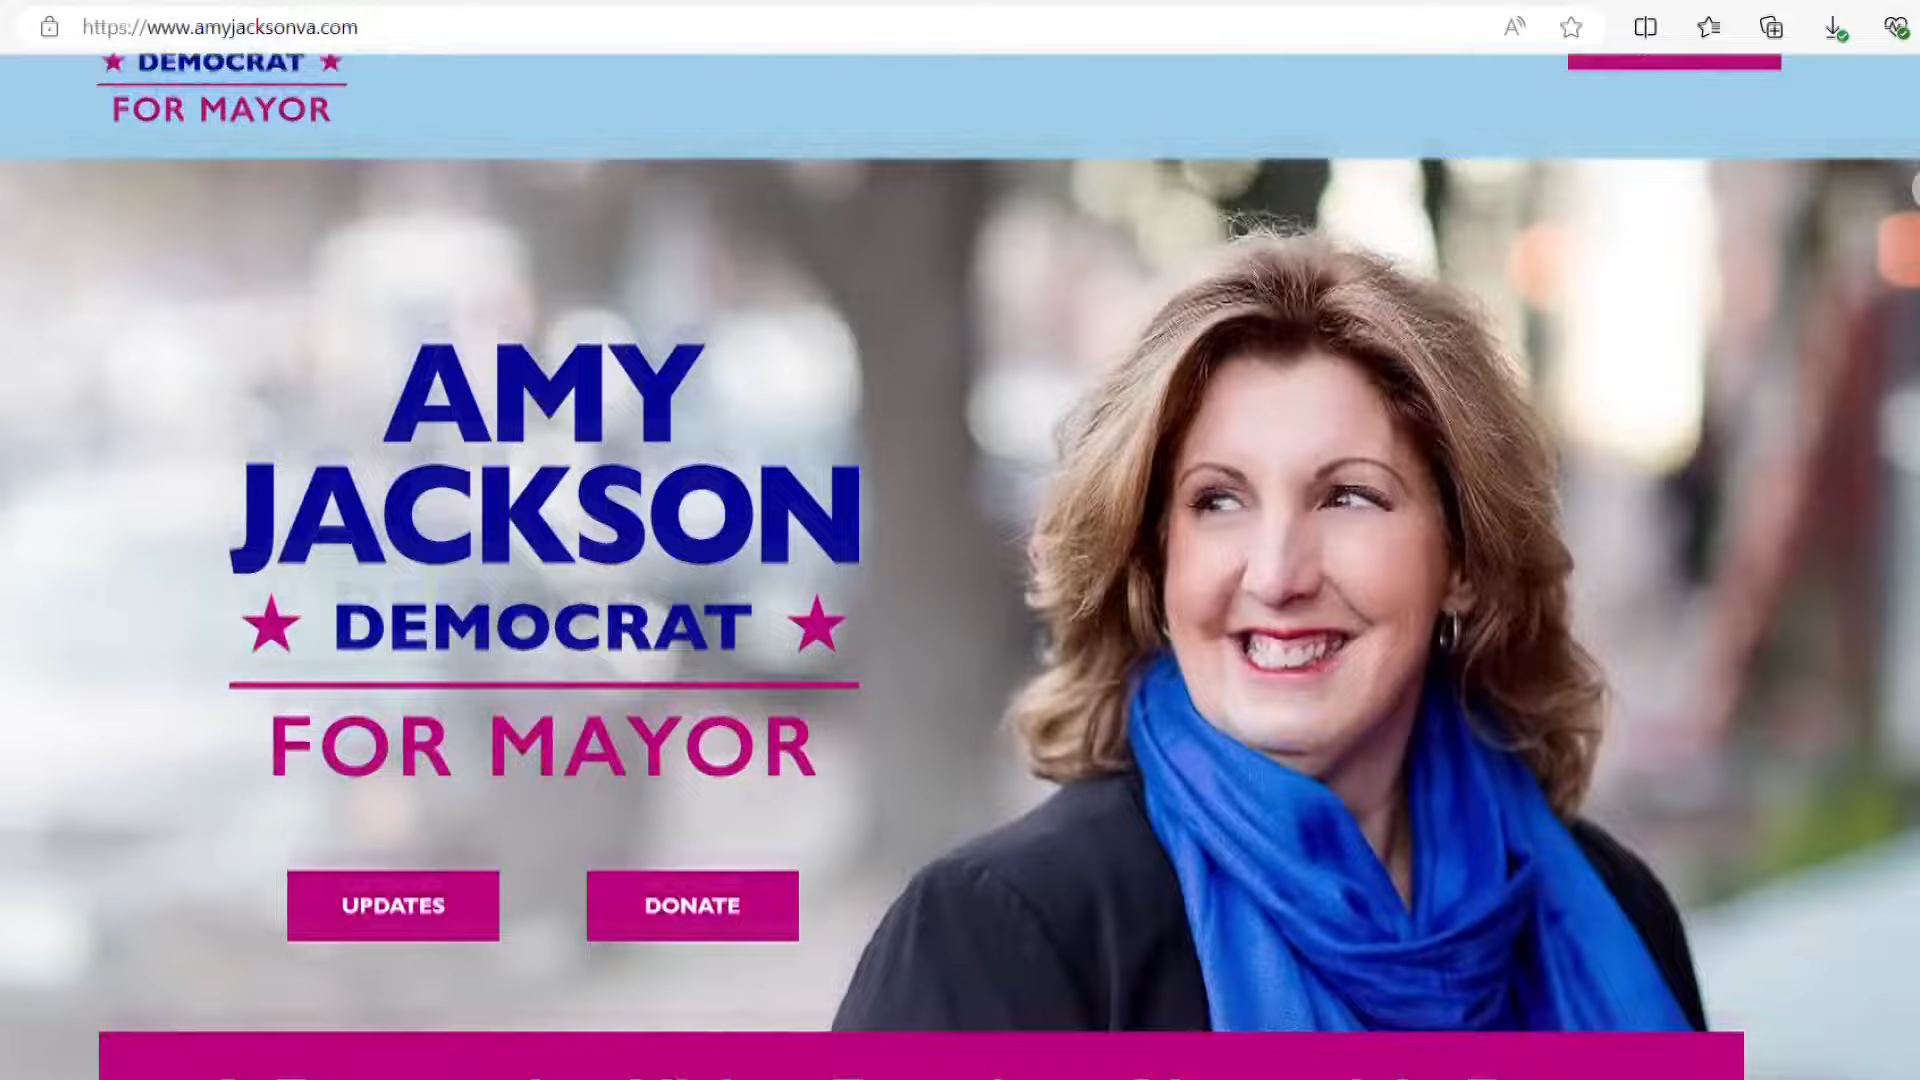 https://www.amyjacksonva.com
DEMOCRAT
FOR MAYOR
AMY
JACKSON
DEMOCRAT
FOR MAYOR
UPDATES
DONATE